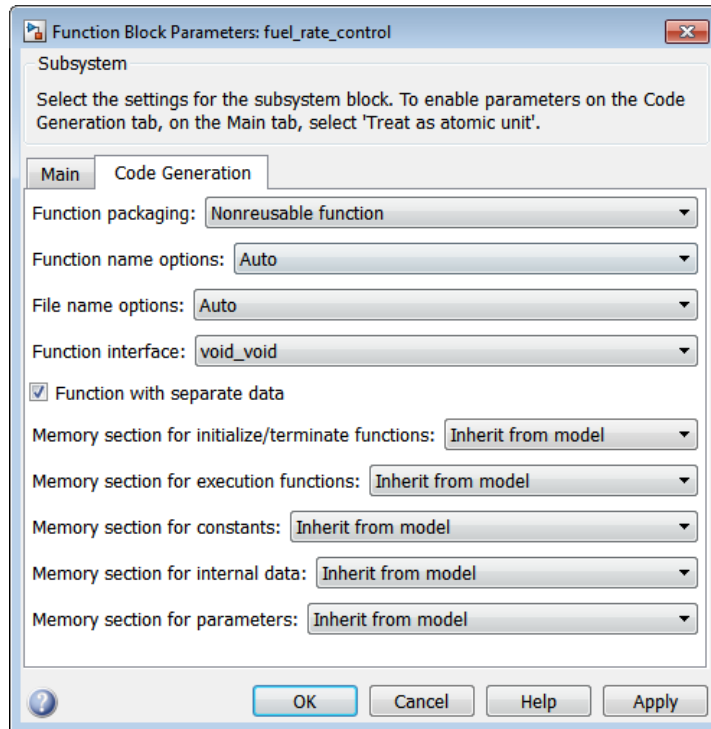 Function Block Parameters: fuel_rate_control
Subsystem
Select the settings for the subsystem block. To enable parameters on the Code
Generation tab, on the Main tab, select 'Treat as atomic unit'.
Main Code Generation
Function packaging: Nonreusable function
Function name options: Auto
File name options: Auto
Function interface: void_void
Function with separate data
Memory section for initialize/terminate functions: Inherit from model
Memory section for execution functions: Inherit from model
Memory section for constants: Inherit from model
Memory section for internal data: Inherit from model
Memory section for parameters: Inherit from model
? OK Cancel Help Apply